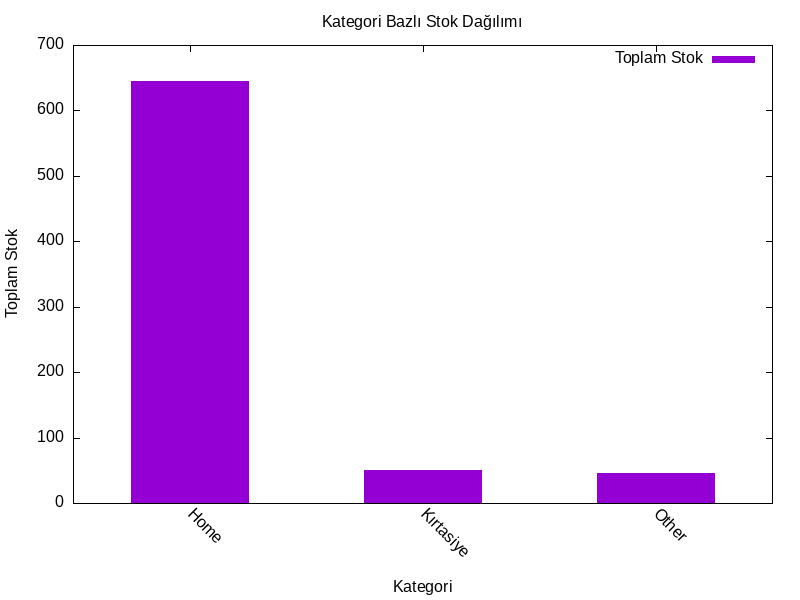 Kategori Bazlı Stok Dağılımı
Toplam Stok
700
600
500
400
300
200
100
0
Toplam Stok
Home
Kırtasiye
Other
Kategori